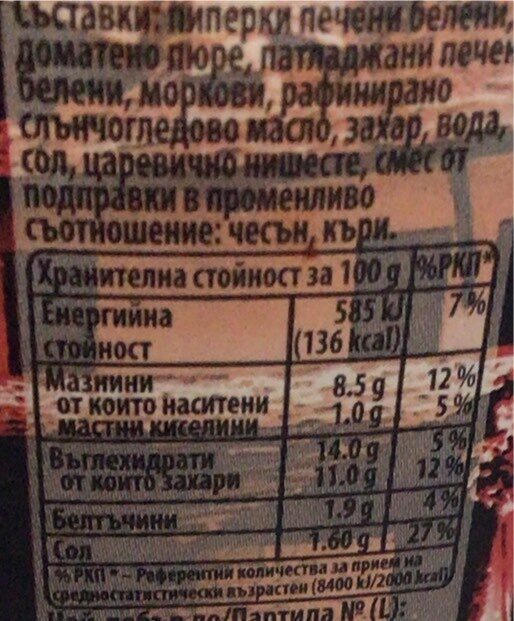 Съставки: пиперки печени белени,
доматено пюре, патладжани печен
белени, моркови, рафинирано
слънчогледово масло, захар, вода,
сол, царевично нишесте, смес от
подправки в променливо
съотношение: чесън, къри.
Хранителна стойност за 100 g %РКП*
Енергийна 585 kJ 7%
стойност (136 kcal)
Мазнини 8.5 g 12%
от които наситени 1.0 g 5%
мастни киселини
Въглехидрати 14.0 g 5%
от които захари 11.0 g 12%
Белтъчини 1.9 g 4%
Сол 1.60 g 27%
% РКП * - Референтни количества за прием на
средностатистически възрастен (8400 kJ/2000 kcal)
до/Партида № (L):